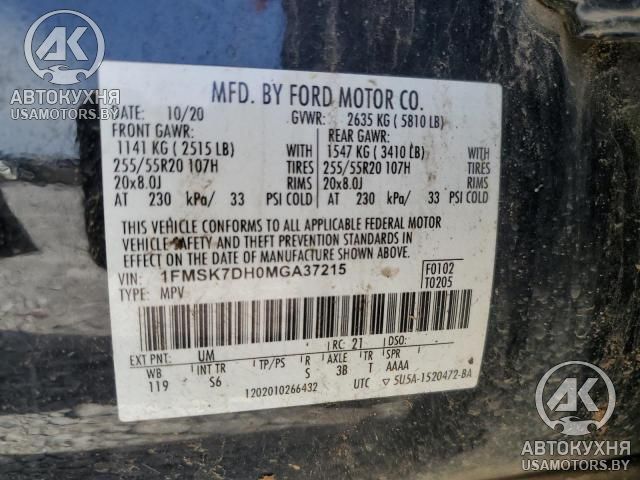 AK
АВТОКУХНЯ
USAMOTORS.BY
MFD. BY FORD MOTOR CO.
DATE: 10/20 GVWR: 2635 KG ( 5810 LB)
FRONT GAWR: REAR GAWR:
1141 KG ( 2515 LB) WITH 1547 KG ( 3410 LB) WITH
255/55R20 107H TIRES 255/55R20 107H TIRES
20x8.0J RIMS 20x8.0J RIMS
AT 230 kPa/ 33 PSI COLD AT 230 kPa/ 33 PSI COLD
THIS VEHICLE CONFORMS TO ALL APPLICABLE FEDERAL MOTOR
VEHICLE SAFETY AND THEFT PREVENTION STANDARDS IN
EFFECT ON THE DATE OF MANUFACTURE SHOWN ABOVE.
VIN: 1FMSK7DH0MGA37215 F0102
TYPE: MPV T0205
EXT PNT: UM RC: 21 DSO:
WB INT TR TP/PS R AXLE TR SPR
119 S6 S 3B T AAAA
1202010266432 UTC ▽ 5U5A-1520472-BA
AK
АВТОКУХНЯ
USAMOTORS.BY